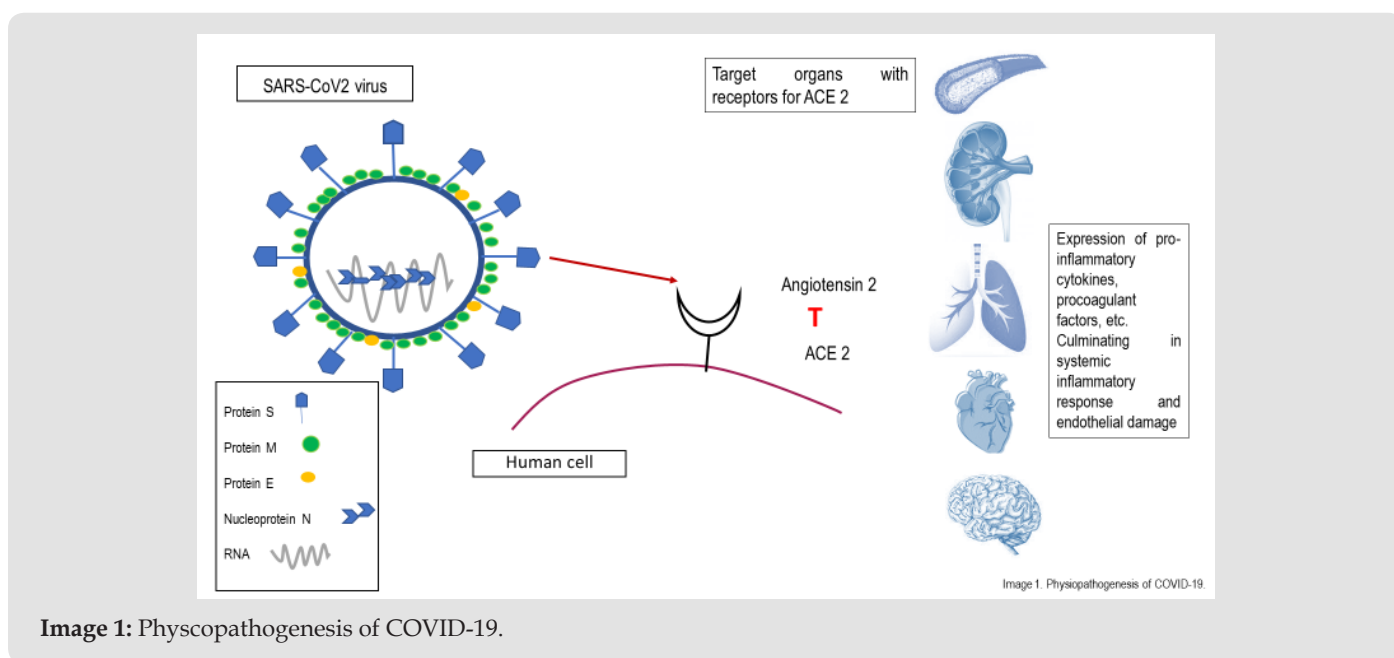 SARS-CoV2 virus
Target organs with
receptors for ACE 2
Angiotensin 2
T
ACE 2
Expression of pro-
inflammatory
cytokines,
procoagulant
factors, etc.
Culminating in
systemic
inflammatory
response and
endothelial damage
Protein S
Protein M
Protein E
Nucleoprotein N
RNA
Human cell
Image 1. Physiopathogenesis of COVID-19.
Image 1: Physcopathogenesis of COVID-19.